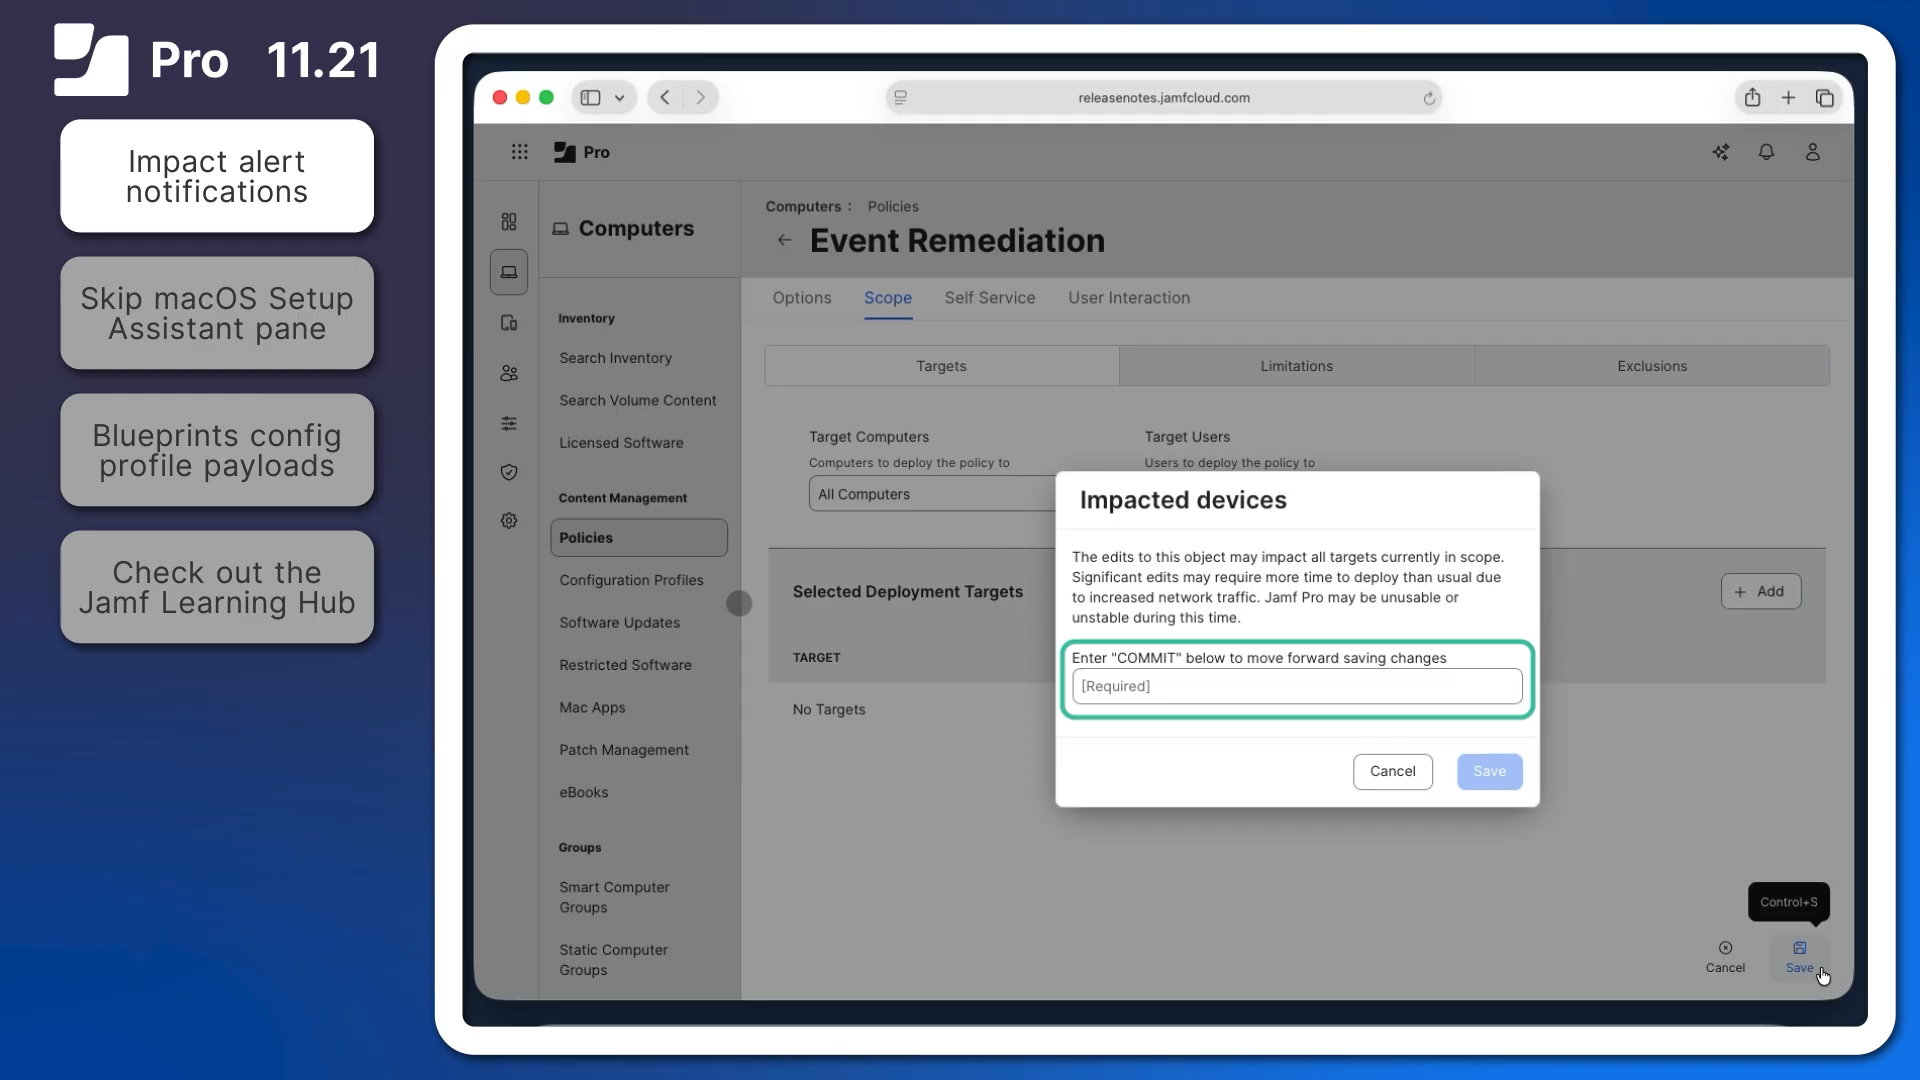 Pro 11.21
Impact alert
notifications
Skip macOS Setup
Assistant pane
Blueprints config
profile payloads
Check out the
Jamf Learning Hub
releasenotes.jamfcloud.com
Pro
Computers
Inventory
Search Inventory
Search Volume Content
Licensed Software
Content Management
Policies
Configuration Profiles
Software Updates
Restricted Software
Mac Apps
Patch Management
eBooks
Groups
Smart Computer
Groups
Static Computer
Groups
Computers : Policies
Event Remediation
Options Scope Self Service User Interaction
Targets Limitations Exclusions
Target Computers
Computers to deploy the policy to
All Computers
Target Users
Users to deploy the policy to
Selected Deployment Targets
Add
TARGET
No Targets
Impacted devices
The edits to this object may impact all targets currently in scope.
Significant edits may require more time to deploy than usual due
to increased network traffic. Jamf Pro may be unusable or
unstable during this time.
Enter "COMMIT" below to move forward saving changes
[Required]
Cancel Save
Control+S
Cancel Save